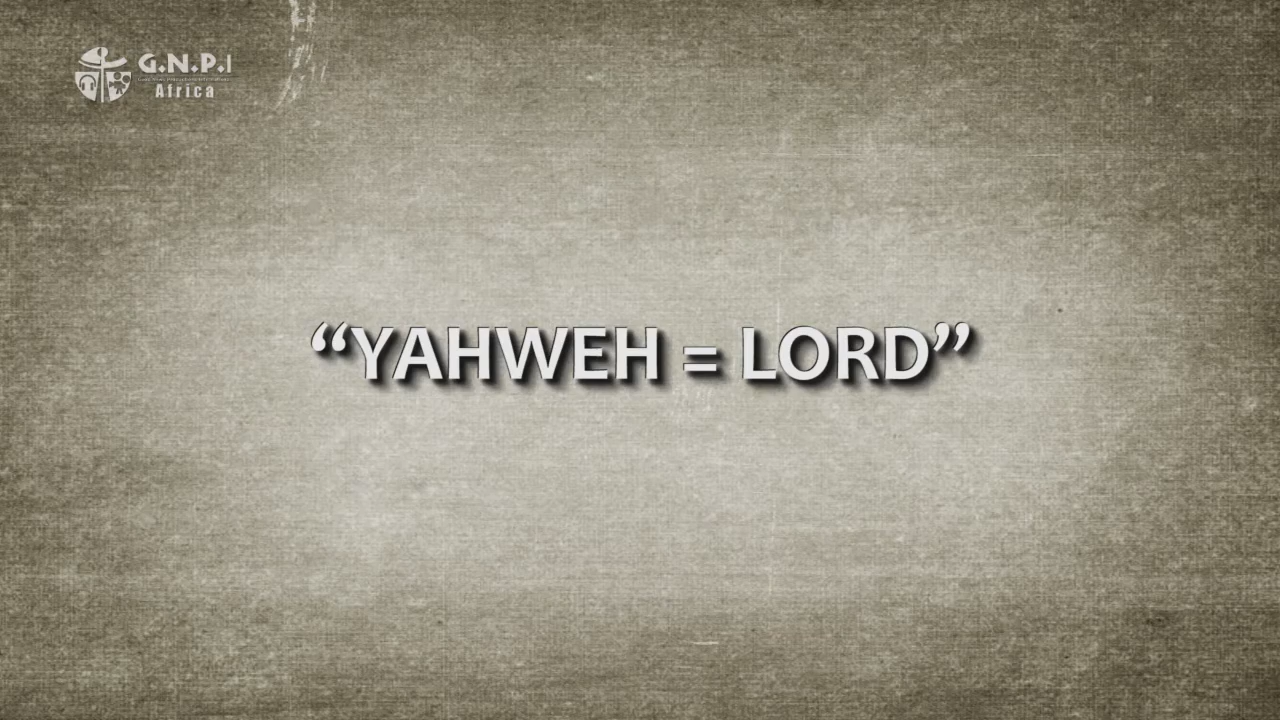 G.N.P.I
Africa
“YAHWEH = LORD”